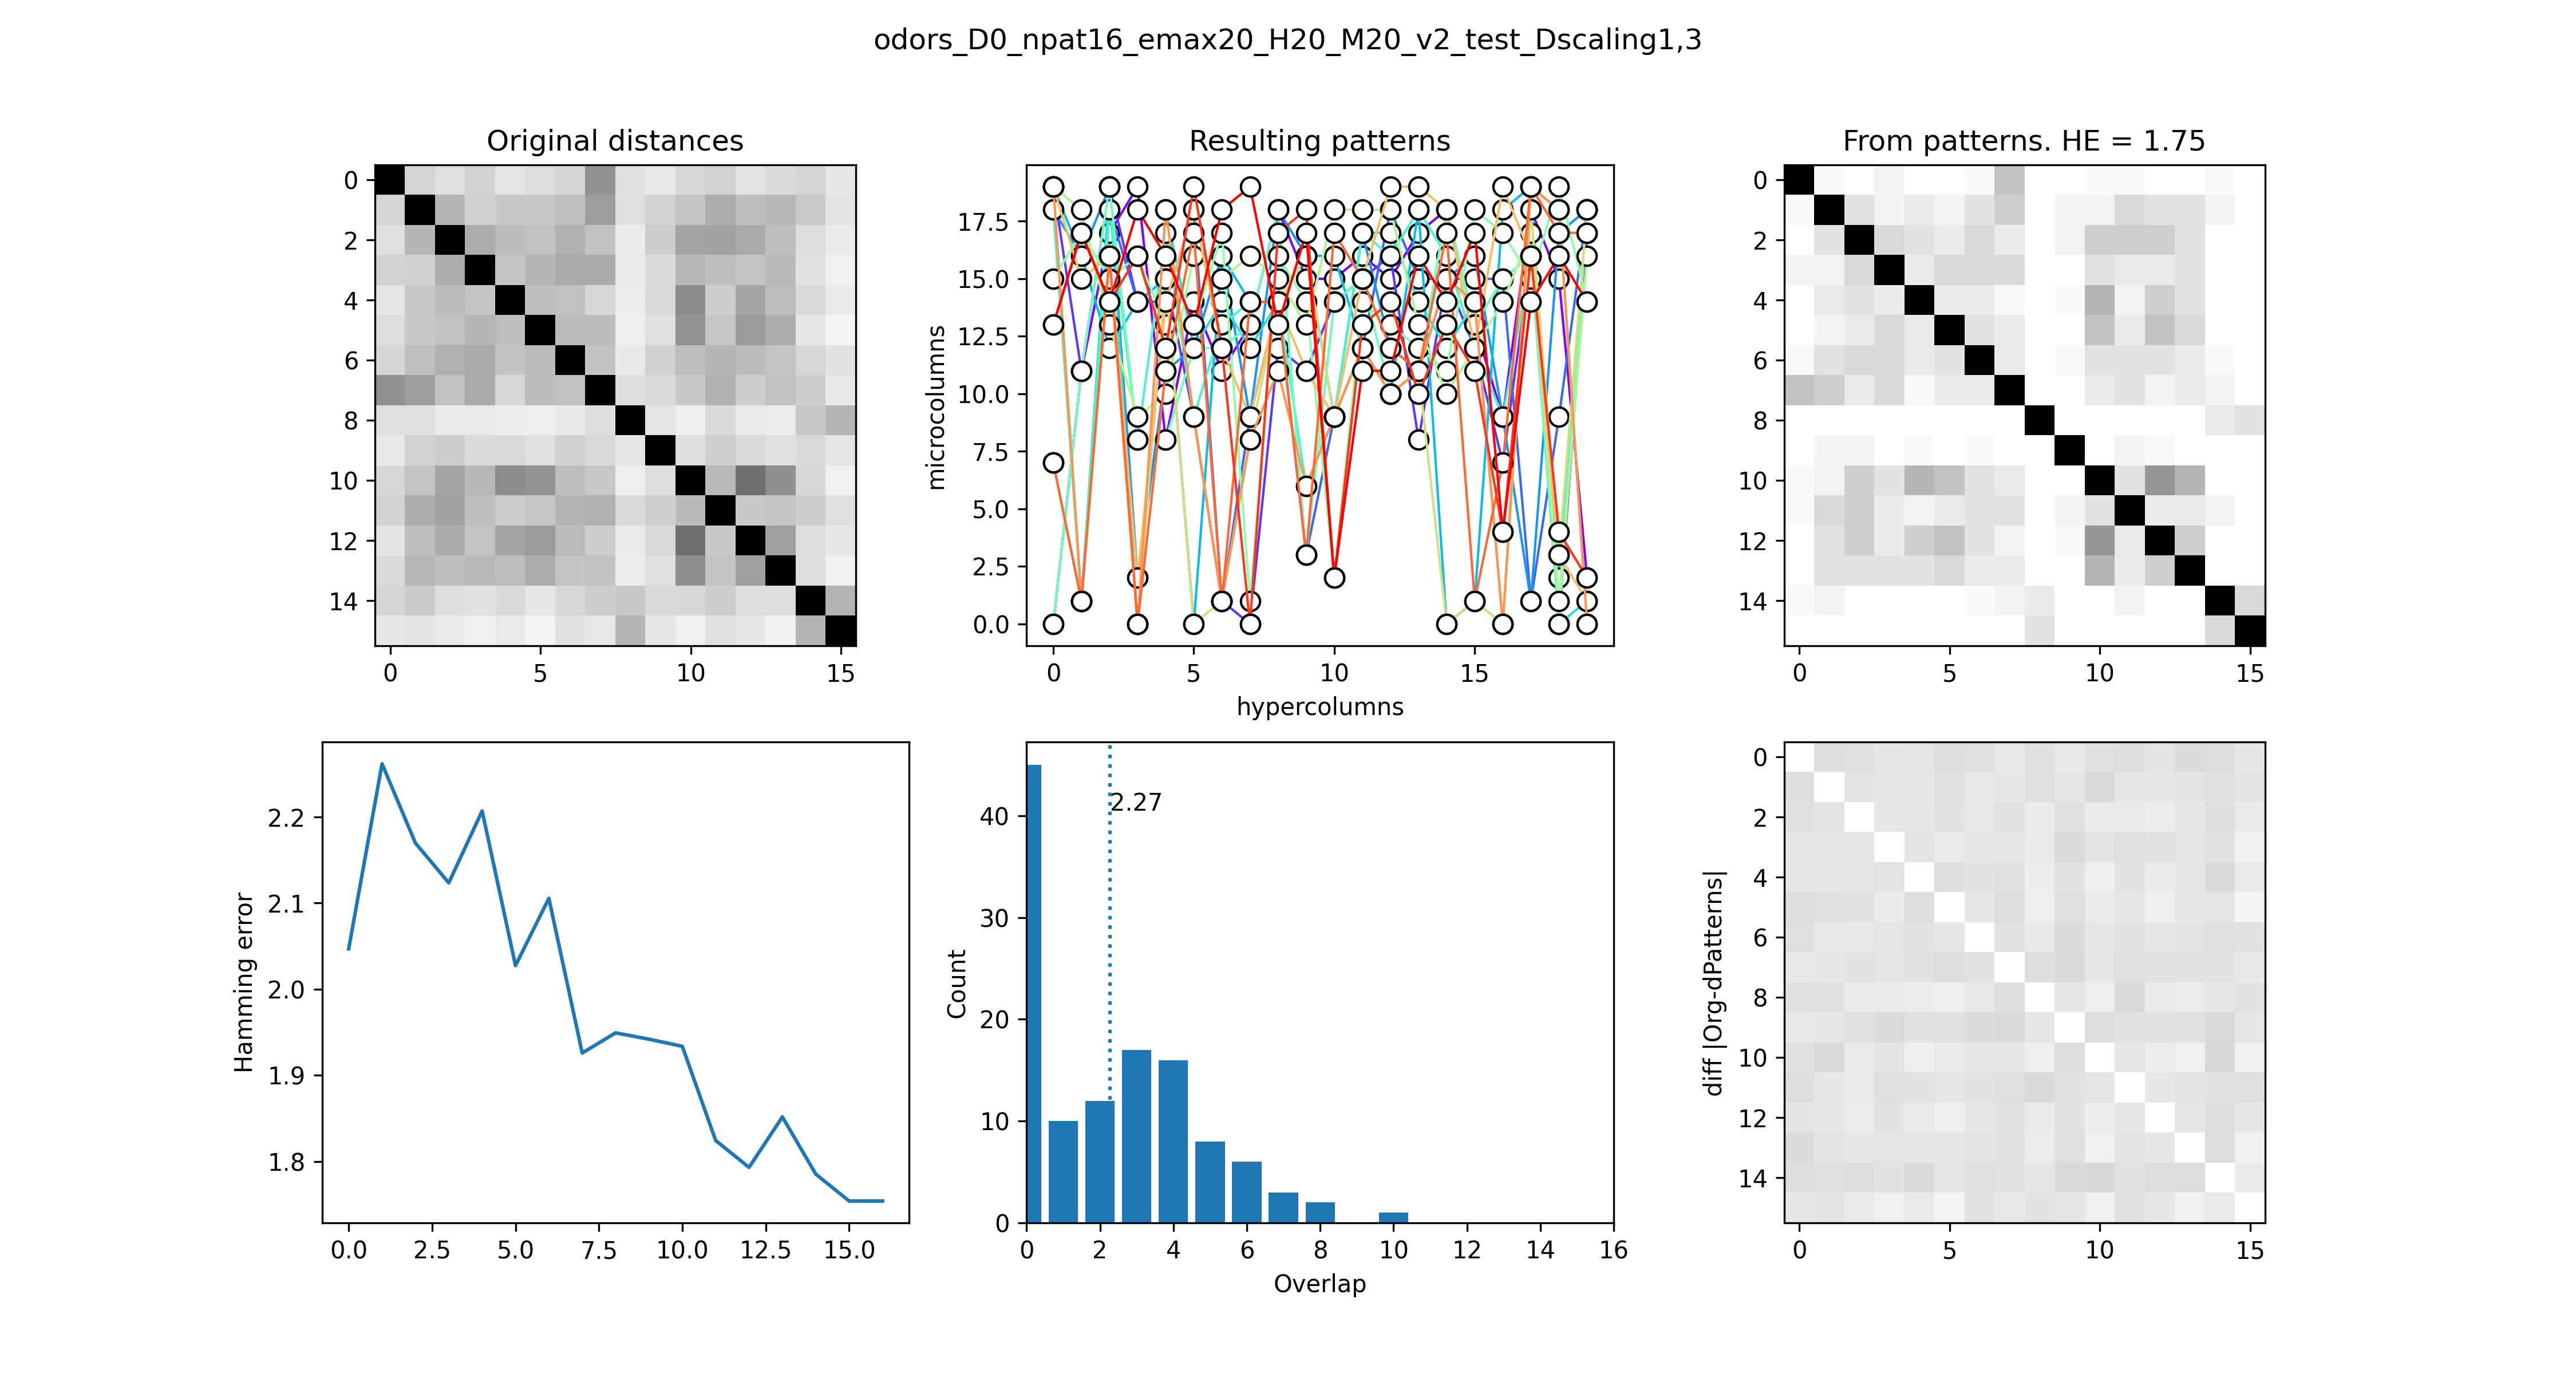 odors_D0_npat16_emax20_H20_M20_v2_test_Dscaling1,3
Original distances
0
2
4
6
8
10
12
14
0 5 10 15
Resulting patterns
microcolumns
17.5
15.0
12.5
10.0
7.5
5.0
2.5
0.0
0 5 10 15
hypercolumns
From patterns. HE = 1.75
0
2
4
6
8
10
12
14
0 5 10 15
Hamming error
2.2
2.1
2.0
1.9
1.8
0.0 2.5 5.0 7.5 10.0 12.5 15.0
Count
40
30
20
10
0
2.27
0 2 4 6 8 10 12 14 16
Overlap
diff |Org-dPatterns|
0
2
4
6
8
10
12
14
0 5 10 15